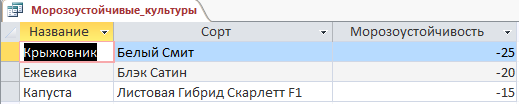 Морозоустойчивые_культуры
Название Сорт Морозоустойчивость
Крыжовник Белый Смит -25
Ежевика Блэк Сатин -20
Капуста Листовая Гибрид Скарлетт F1 -15